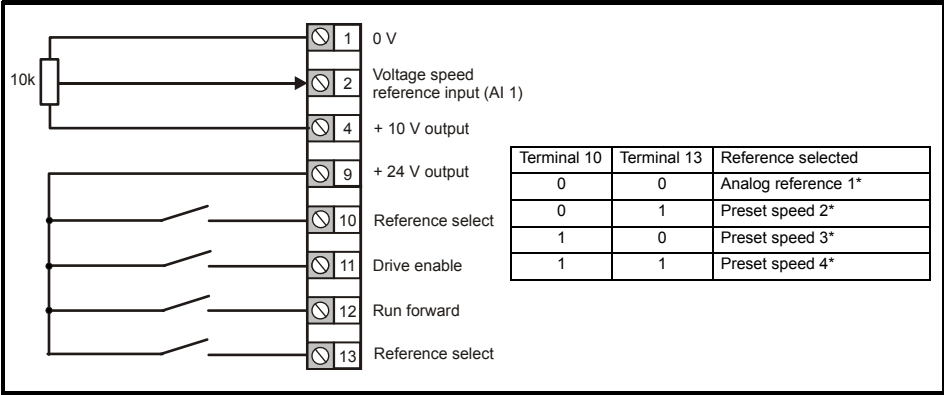 10k
1 0 V
2 Voltage speed
reference input (AI 1)
4 + 10 V output
9 + 24 V output
10 Reference select
11 Drive enable
12 Run forward
13 Reference select
Terminal 10 Terminal 13 Reference selected
0 0 Analog reference 1*
0 1 Preset speed 2*
1 0 Preset speed 3*
1 1 Preset speed 4*